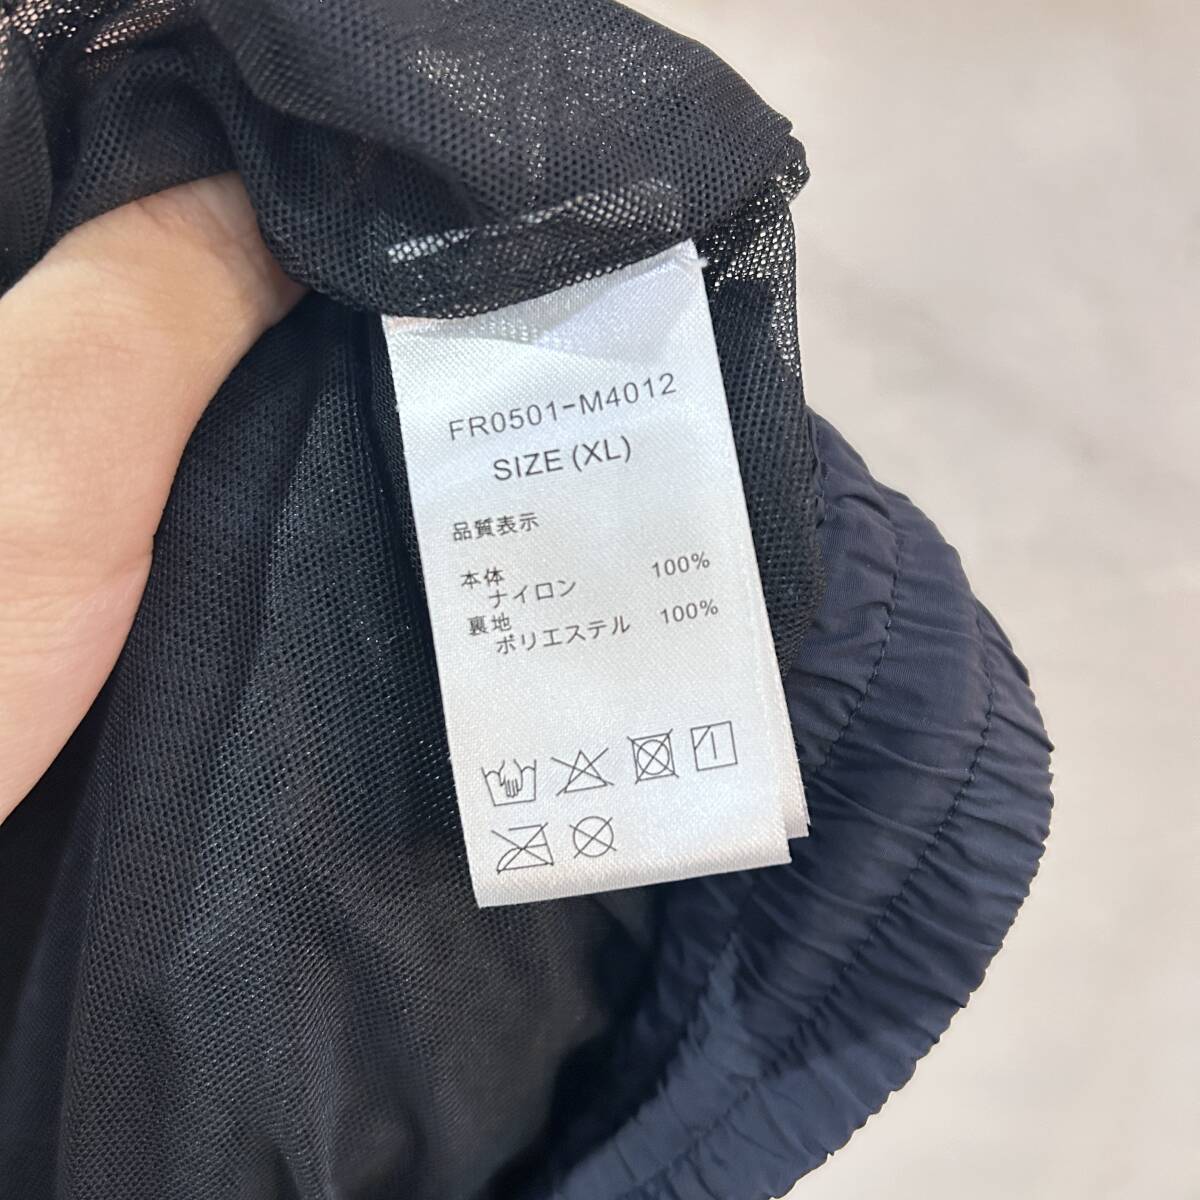 FR0501-M4012
SIZE (XL)
品質表示
本体
ナイロン 100%
裏地
ポリエステル 100%